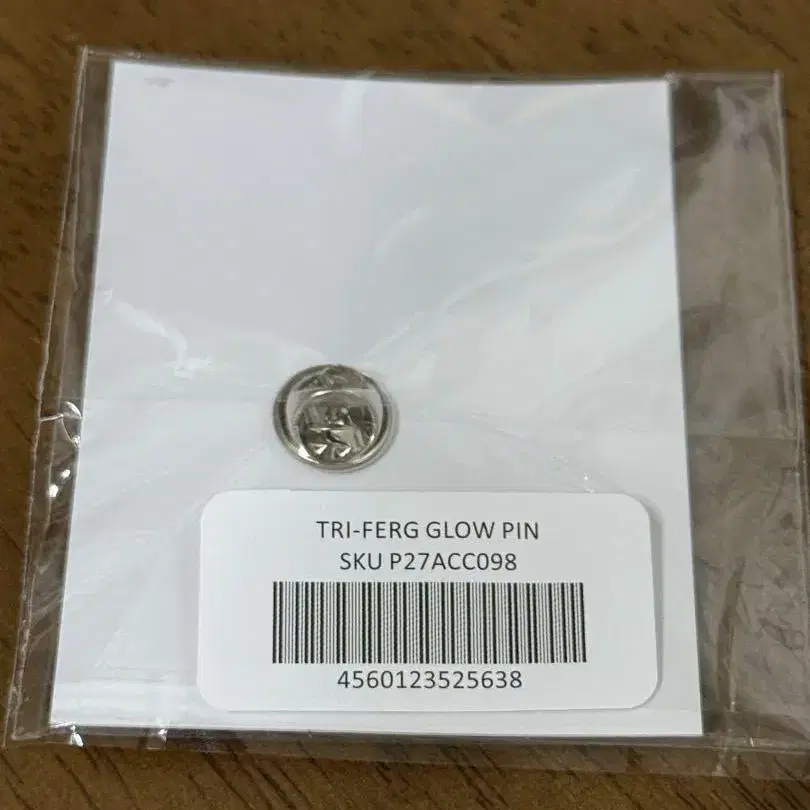 TRI-FERG GLOW PIN
SKU P27ACC098
4560123525638